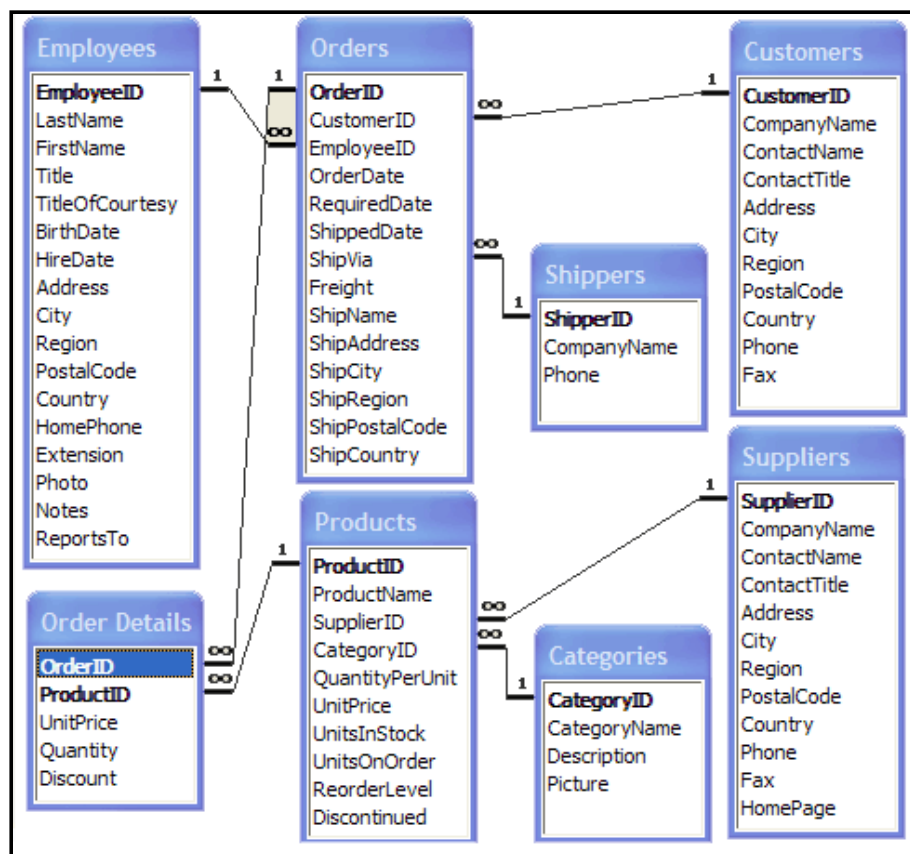 Employees
EmployeeID
LastName
FirstName
Title
TitleOfCourtesy
BirthDate
HireDate
Address
City
Region
PostalCode
Country
HomePhone
Extension
Photo
Notes
ReportsTo
1
Orders
OrderID
CustomerID
EmployeeID
OrderDate
RequiredDate
ShippedDate
ShipVia
Freight
ShipName
ShipAddress
ShipCity
ShipRegion
ShipPostalCode
ShipCountry
1
∞
∞
∞
Customers
CustomerID
CompanyName
ContactName
ContactTitle
Address
City
Region
PostalCode
Country
Phone
Fax
1
Shippers
ShipperID
CompanyName
Phone
1
Order Details
OrderID
ProductID
UnitPrice
Quantity
Discount
∞
∞
Products
ProductID
ProductName
SupplierID
CategoryID
QuantityPerUnit
UnitPrice
UnitsInStock
UnitsOnOrder
ReorderLevel
Discontinued
1
∞
∞
Categories
CategoryID
CategoryName
Description
Picture
1
Suppliers
SupplierID
CompanyName
ContactName
ContactTitle
Address
City
Region
PostalCode
Country
Phone
Fax
HomePage
1